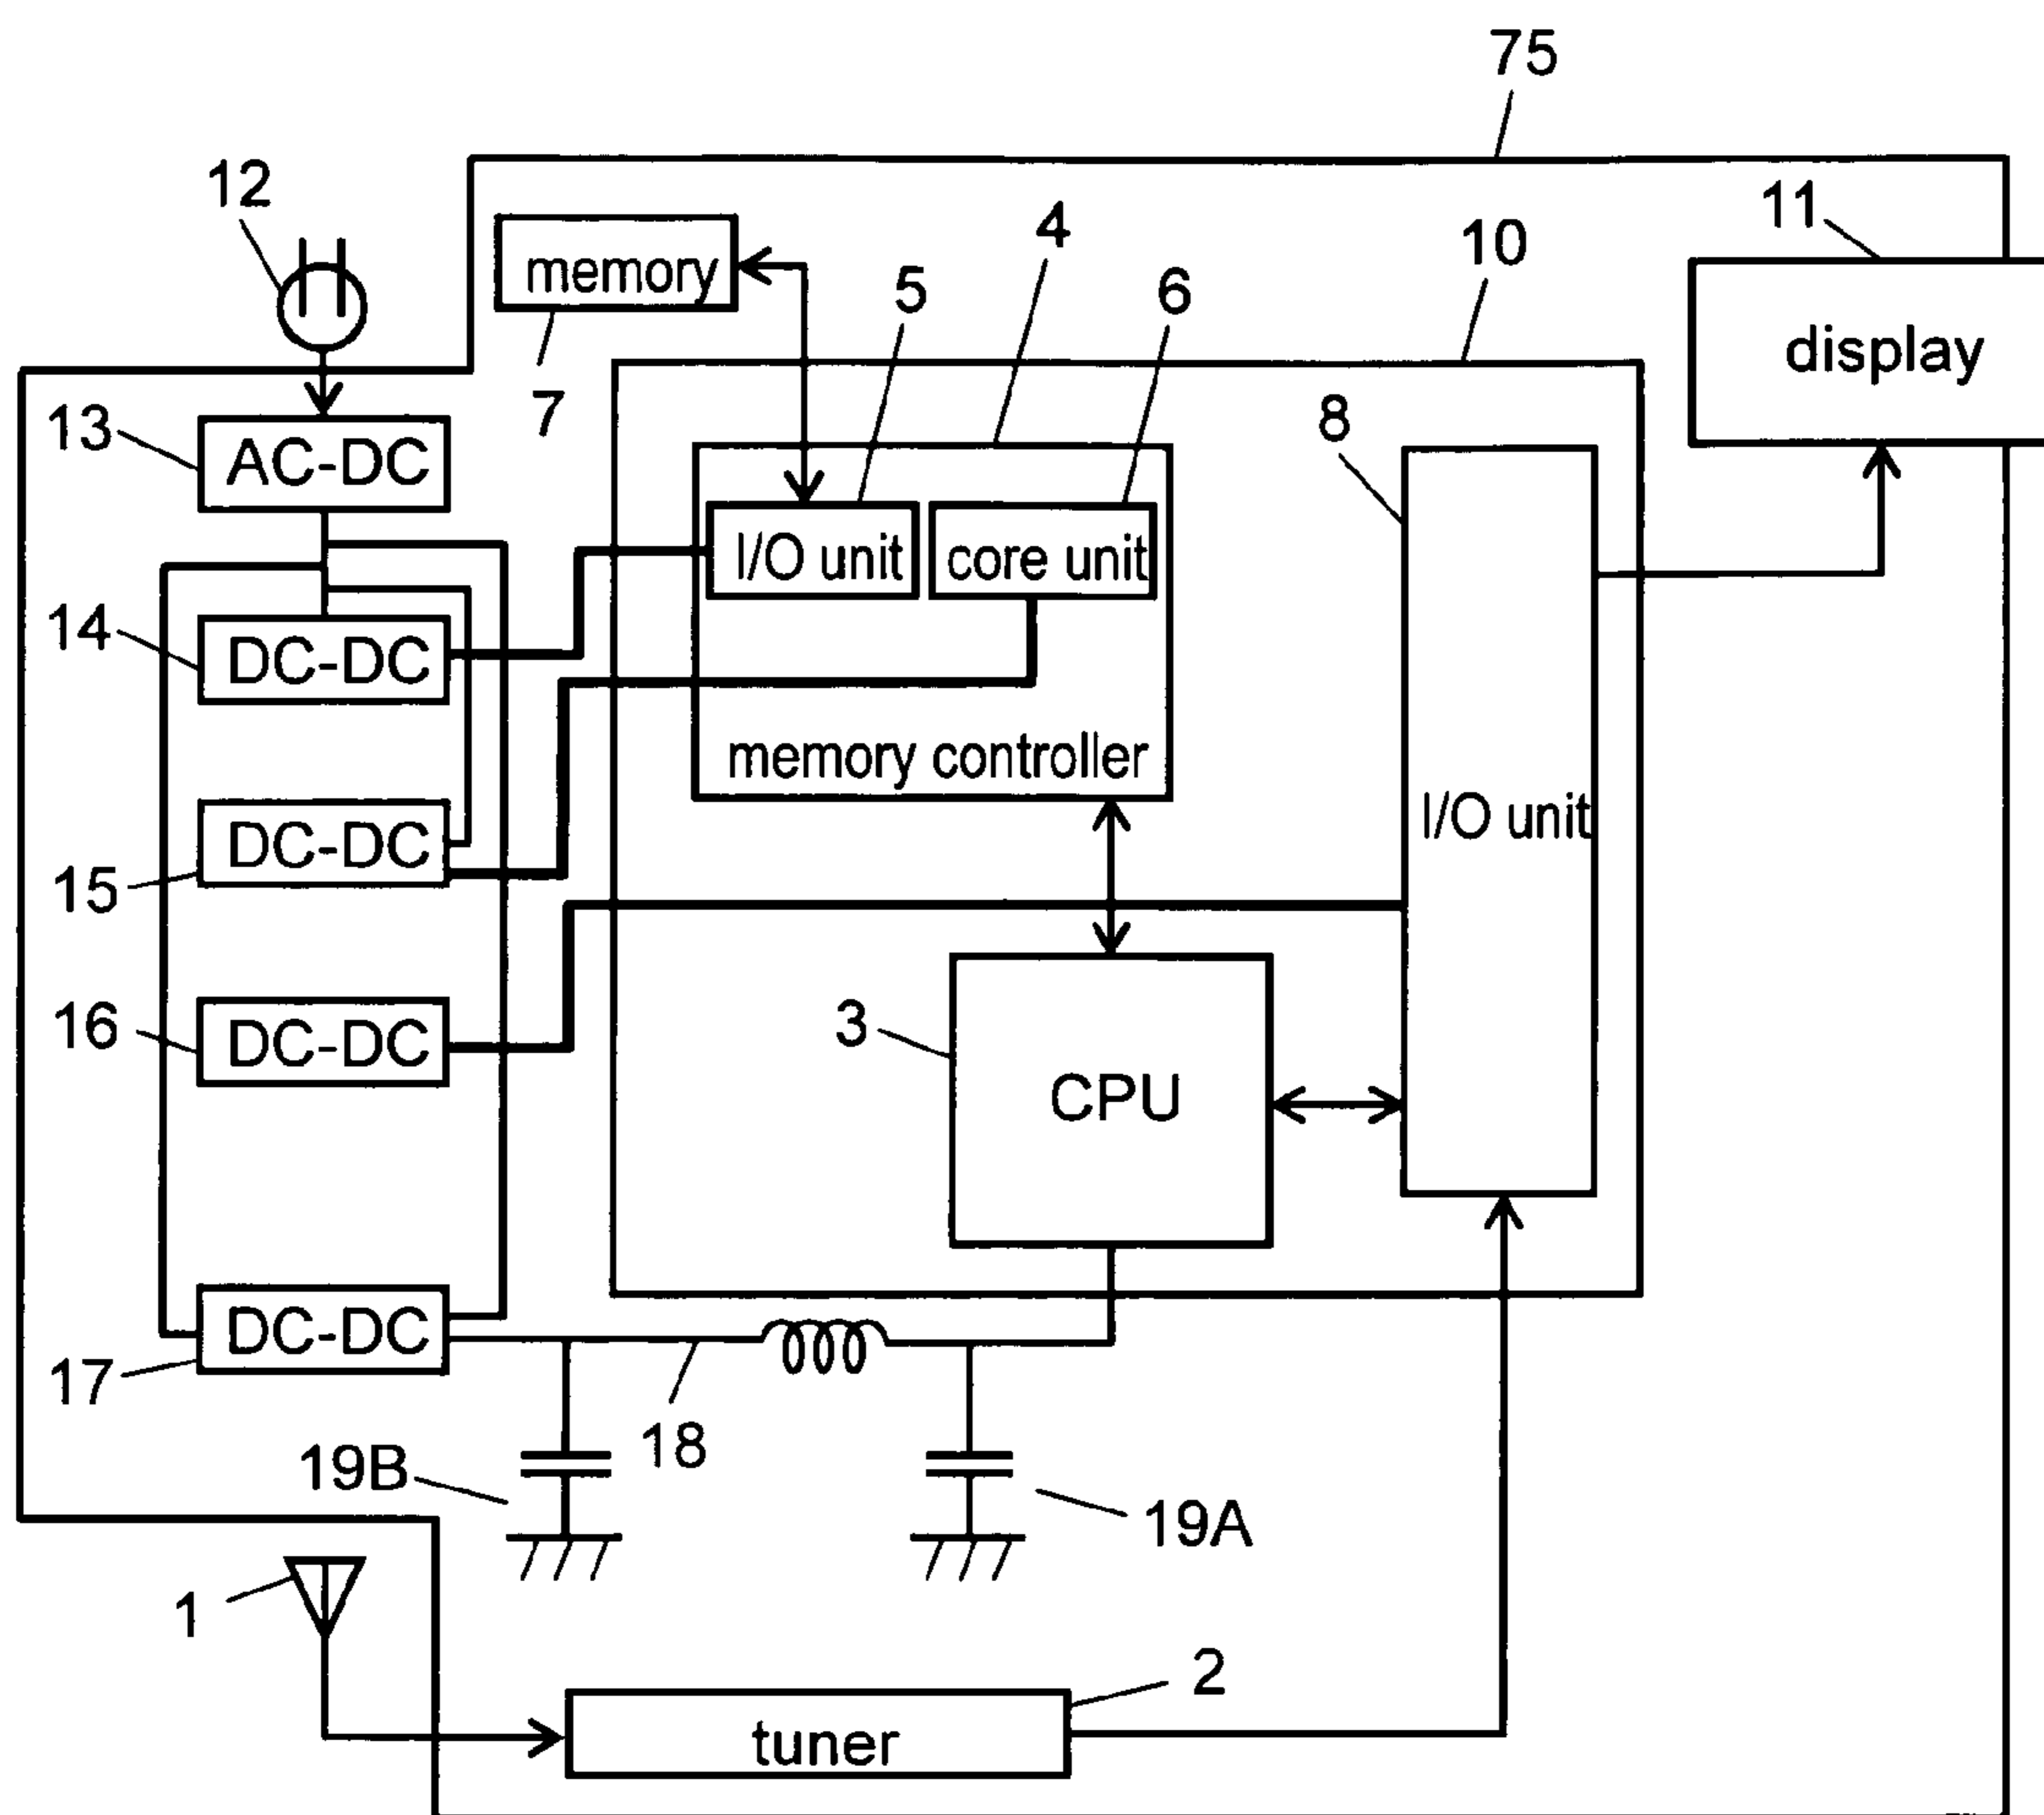 75
12
4
11
10
memory
5
6
7
display
8
13
AC-DC
I/O unit
core unit
14
DC-DC
memory controller
I/O unit
DC-DC
15
16
DC-DC
3
CPU
DC-DC
17
18
19B
19A
1
2
tuner